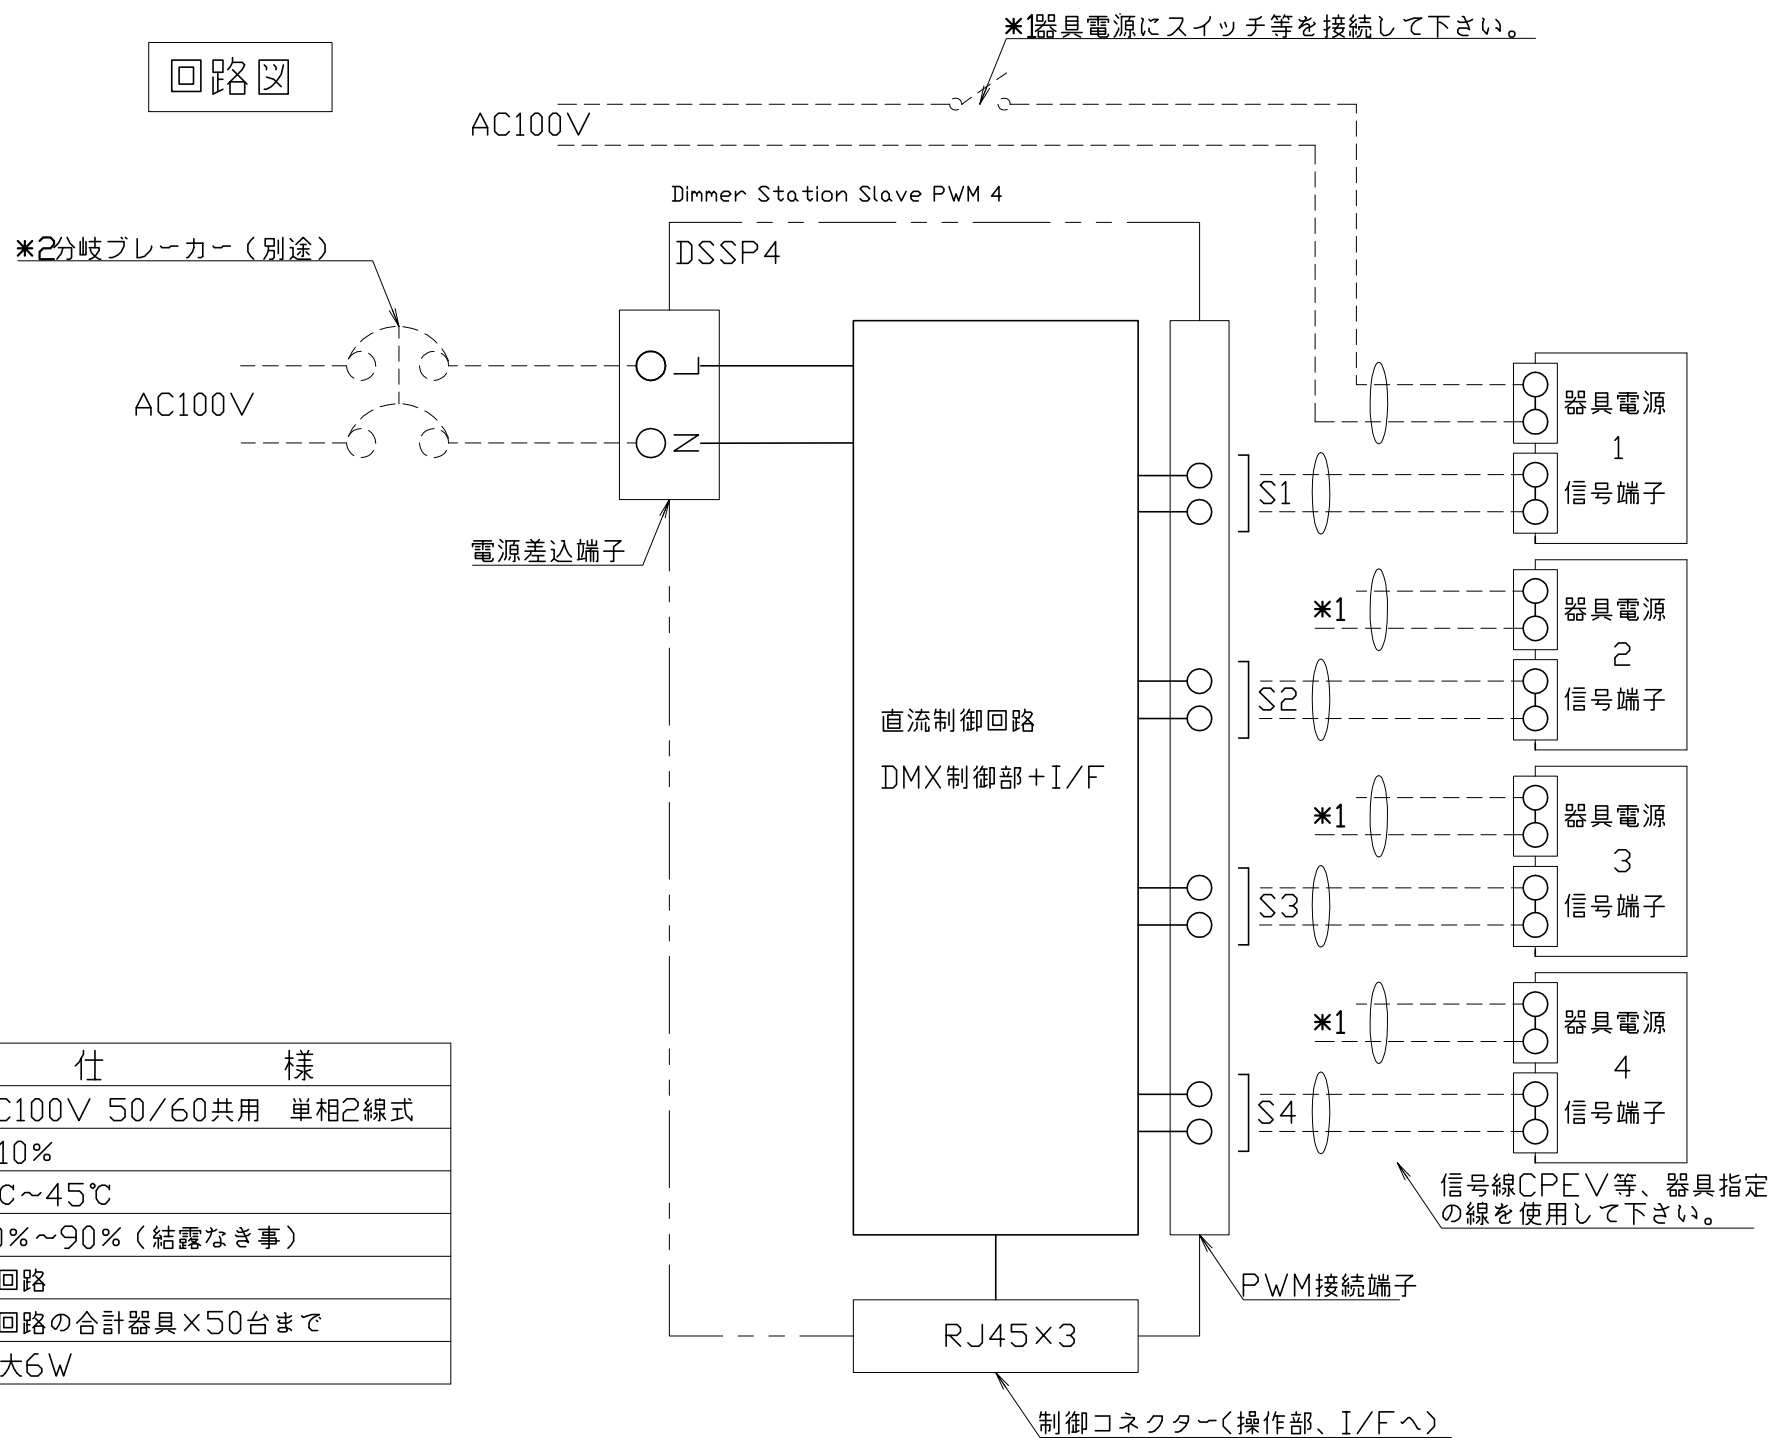 回路図
*1器具電源にスイッチ等を接続して下さい。
AC100V
Dimmer Station Slave PWM 4
DSSP4
*2分岐ブレーカー(別途)
AC100V
L
N
電源差込端子
直流制御回路
DMX制御部+I/F
S1
S2
S3
S4
器具電源
1
信号端子
*1
器具電源
2
信号端子
*1
器具電源
3
信号端子
*1
器具電源
4
信号端子
信号線CPEV等、器具指定
の線を使用して下さい。
PWM接続端子
RJ45×3
制御コネクター(操作部、I/Fへ)
仕 様
C100V 50/60共用 単相2線式
10%
℃~45℃
0%~90%(結露なき事)
回路
回路の合計器具×50台まで
大6W